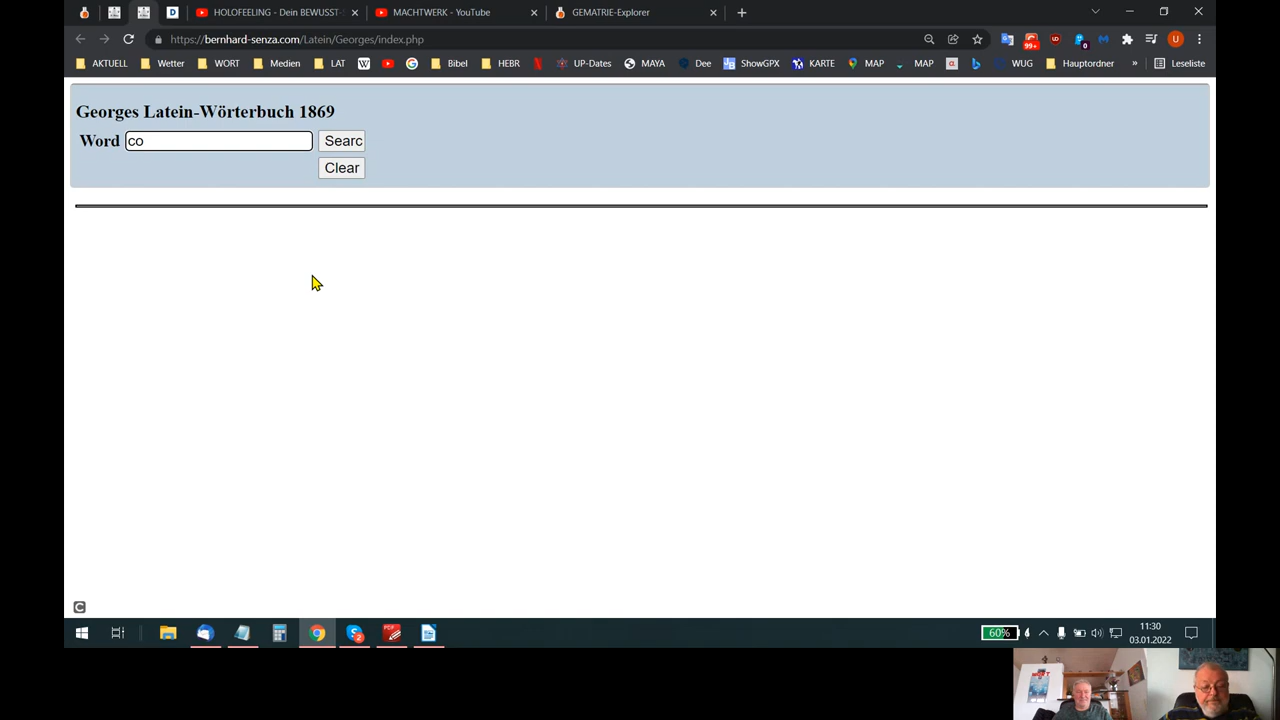 HOLOFEELING - Dein BEWUSST-
MACHTWERK - YouTube
GEMATRIE-Explorer
https://bernhard-senza.com/Latein/Georges/index.php
99+
0
U
AKTUELL
Wetter
WORT
Medien
LAT
W
G
Bibel
HEBR
UP-Dates
MAYA
Dee
ShowGPX
KARTE
MAP
MAP
WUG
Hauptordner
»
Leseliste
Georges Latein-Wörterbuch 1869
Word co Searc
Clear
60%
11:30
03.01.2022